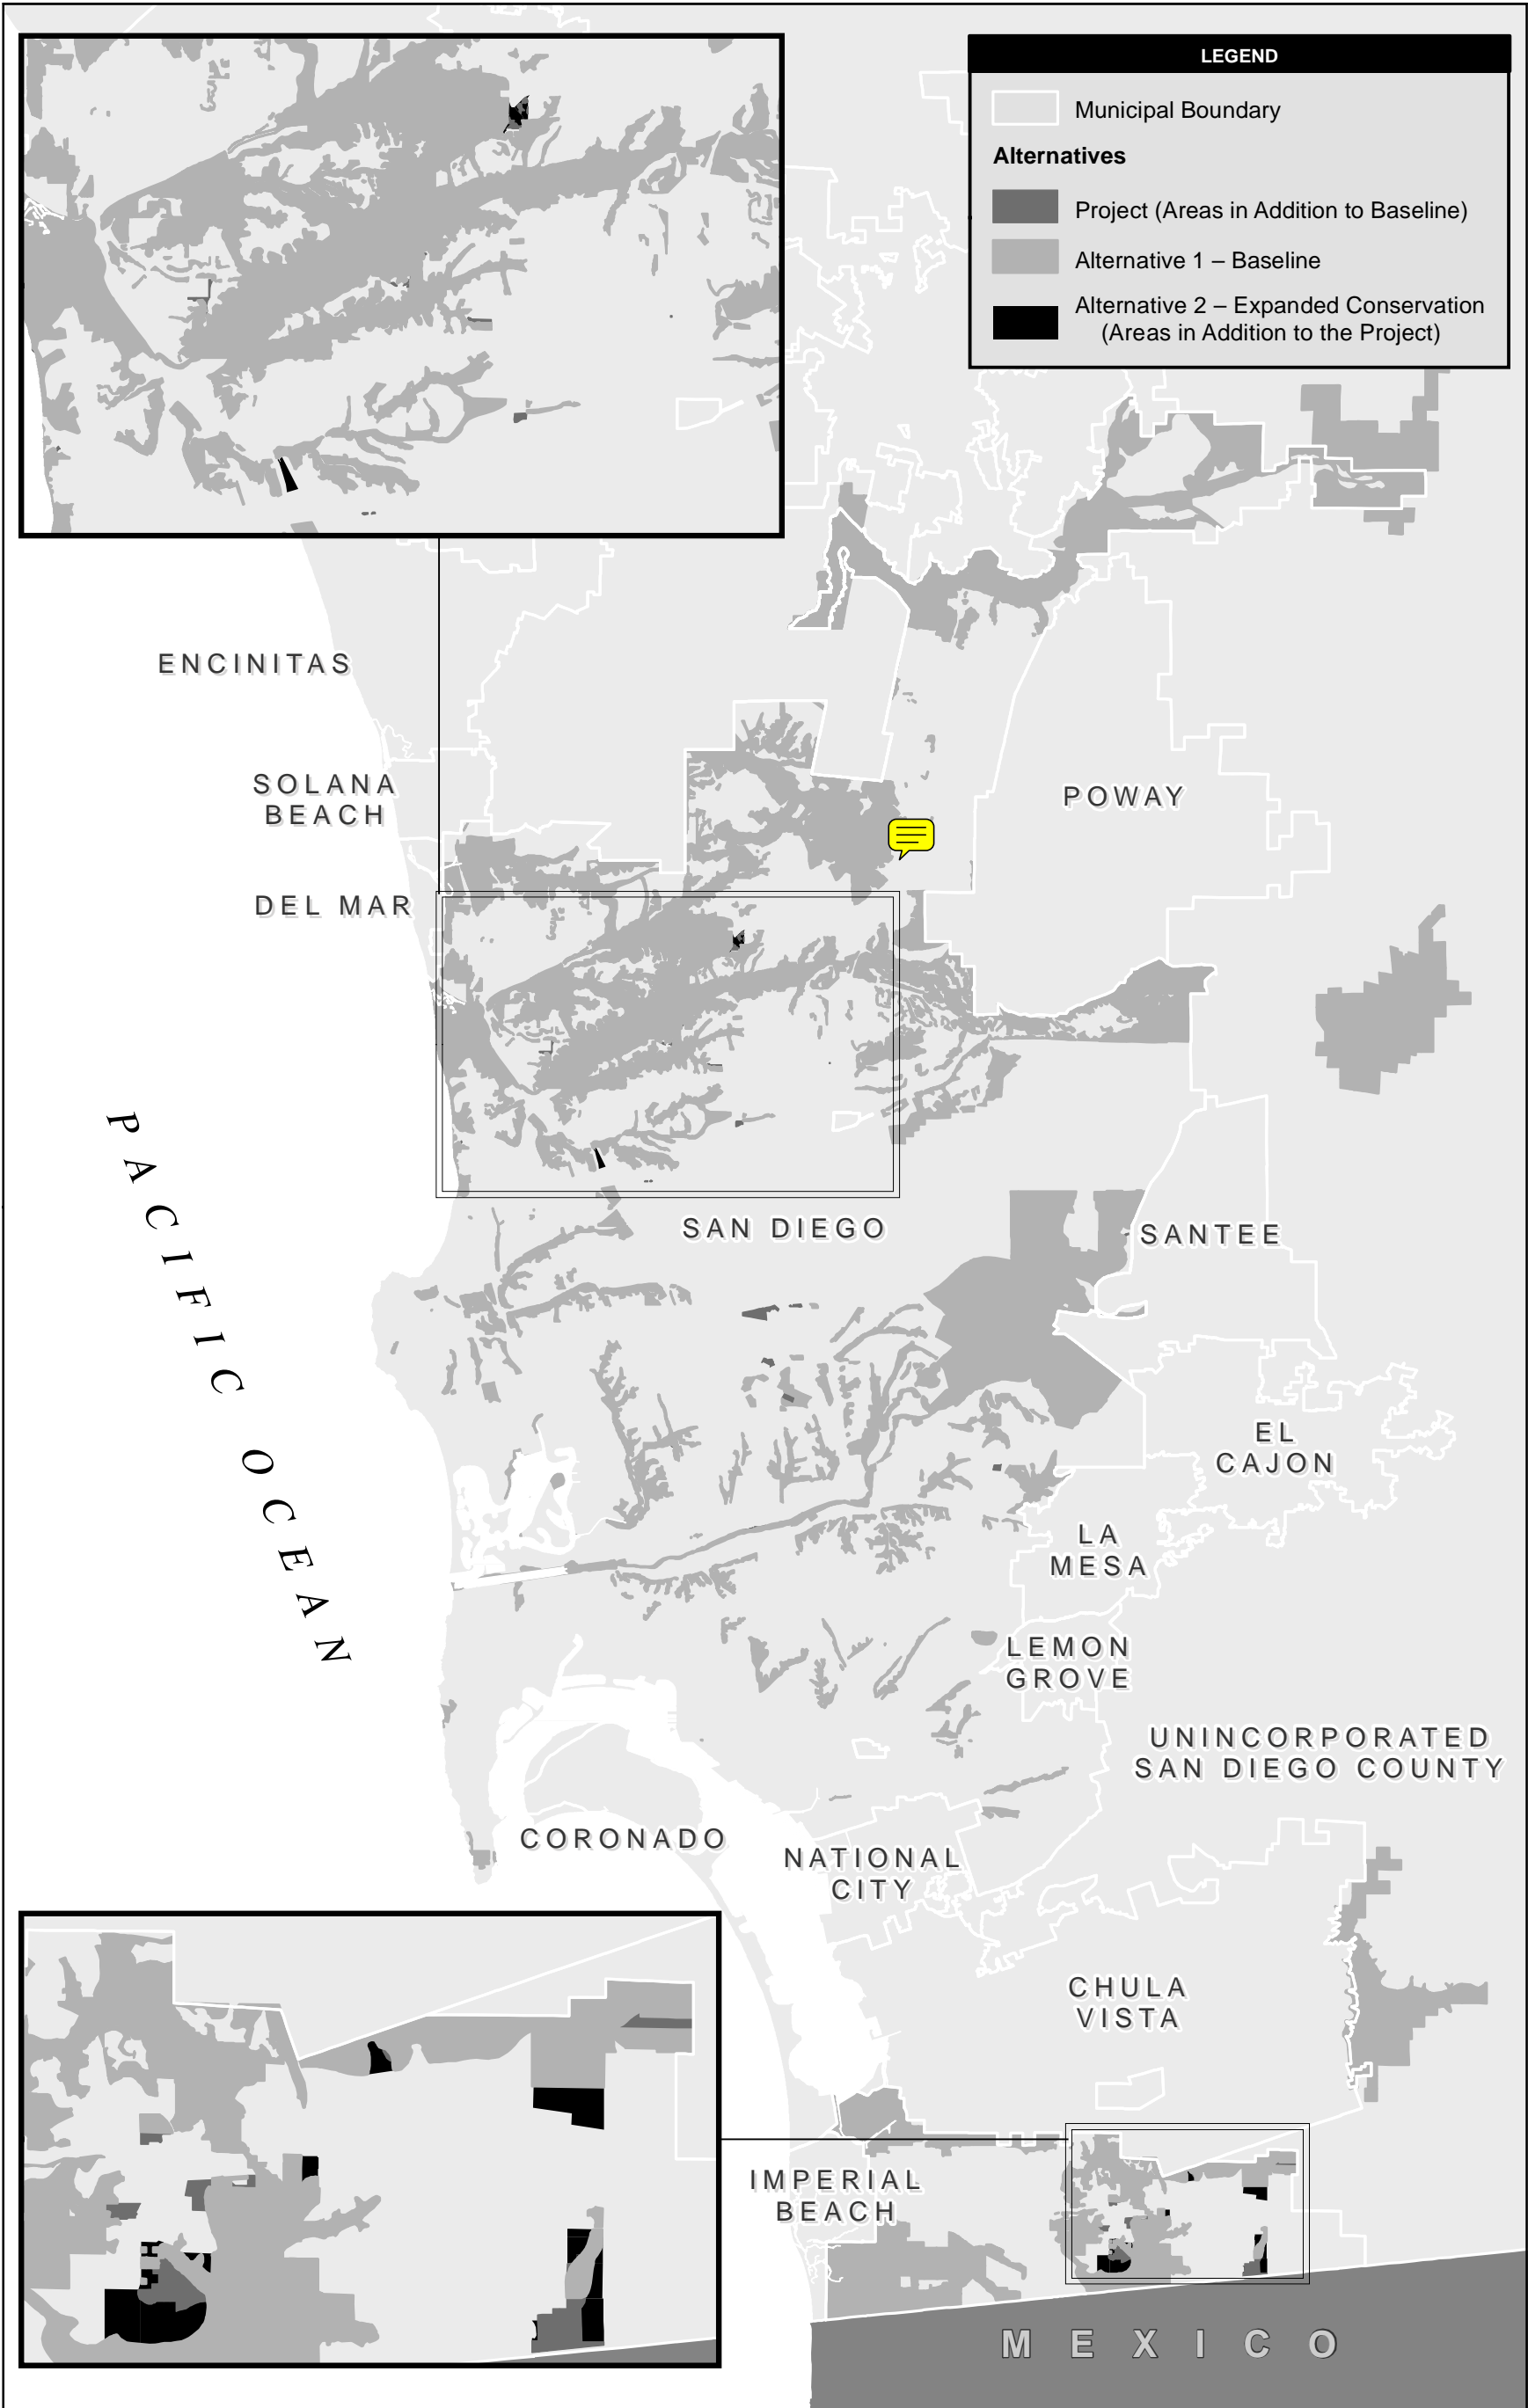 LEGEND
Municipal Boundary
Alternatives
Project (Areas in Addition to Baseline)
Alternative 1 – Baseline
Alternative 2 – Expanded Conservation
(Areas in Addition to the Project)
ENCINITAS
SOLANA
BEACH
POWAY
DEL MAR
PACIFIC OCEAN
SAN DIEGO
SANTEE
EL
CAJON
LA
MESA
LEMON
GROVE
UNINCORPORATED
SAN DIEGO COUNTY
CORONADO
NATIONAL
CITY
CHULA
VISTA
IMPERIAL
BEACH
MEXICO